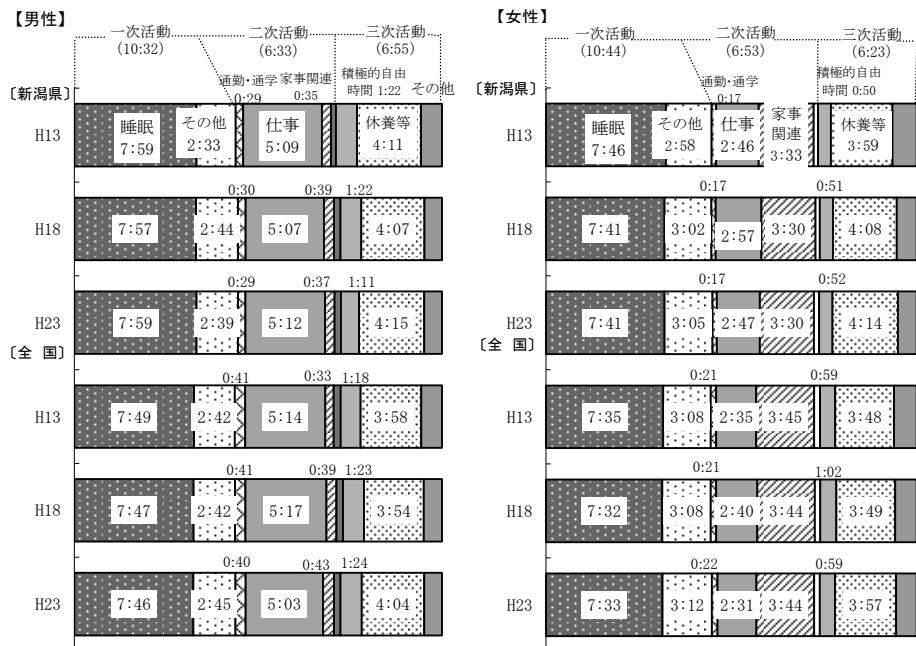 【男性】
一次活動 二次活動 三次活動
(10:32) (6:33) (6:55)
通勤・通学 家事関連 積極的自由時間 1:22 その他
〔新潟県〕
0:29 0:35
H13 睡眠 7:59 その他 2:33 仕事 5:09 休養等 4:11
0:30 0:39 1:22
H18 7:57 2:44 5:07 4:07
0:29 0:37 1:11
H23 7:59 2:39 5:12 4:15
〔全 国〕
0:41 0:33 1:18
H13 7:49 2:42 5:14 3:58
0:41 0:39 1:23
H18 7:47 2:42 5:17 3:54
0:40 0:43 1:24
H23 7:46 2:45 5:03 4:04
【女性】
一次活動 二次活動 三次活動
(10:44) (6:53) (6:23)
通勤・通学 積極的自由時間 0:50
〔新潟県〕
0:17
H13 睡眠 7:46 その他 2:58 仕事 2:46 家事関連 3:33 休養等 3:59
0:17 0:51
H18 7:41 3:02 2:57 3:30 4:08
0:17 0:52
H23 7:41 3:05 2:47 3:30 4:14
〔全 国〕
0:21 0:59
H13 7:35 3:08 2:35 3:45 3:48
0:21 1:02
H18 7:32 3:08 2:40 3:44 3:49
0:22 0:59
H23 7:33 3:12 2:31 3:44 3:57